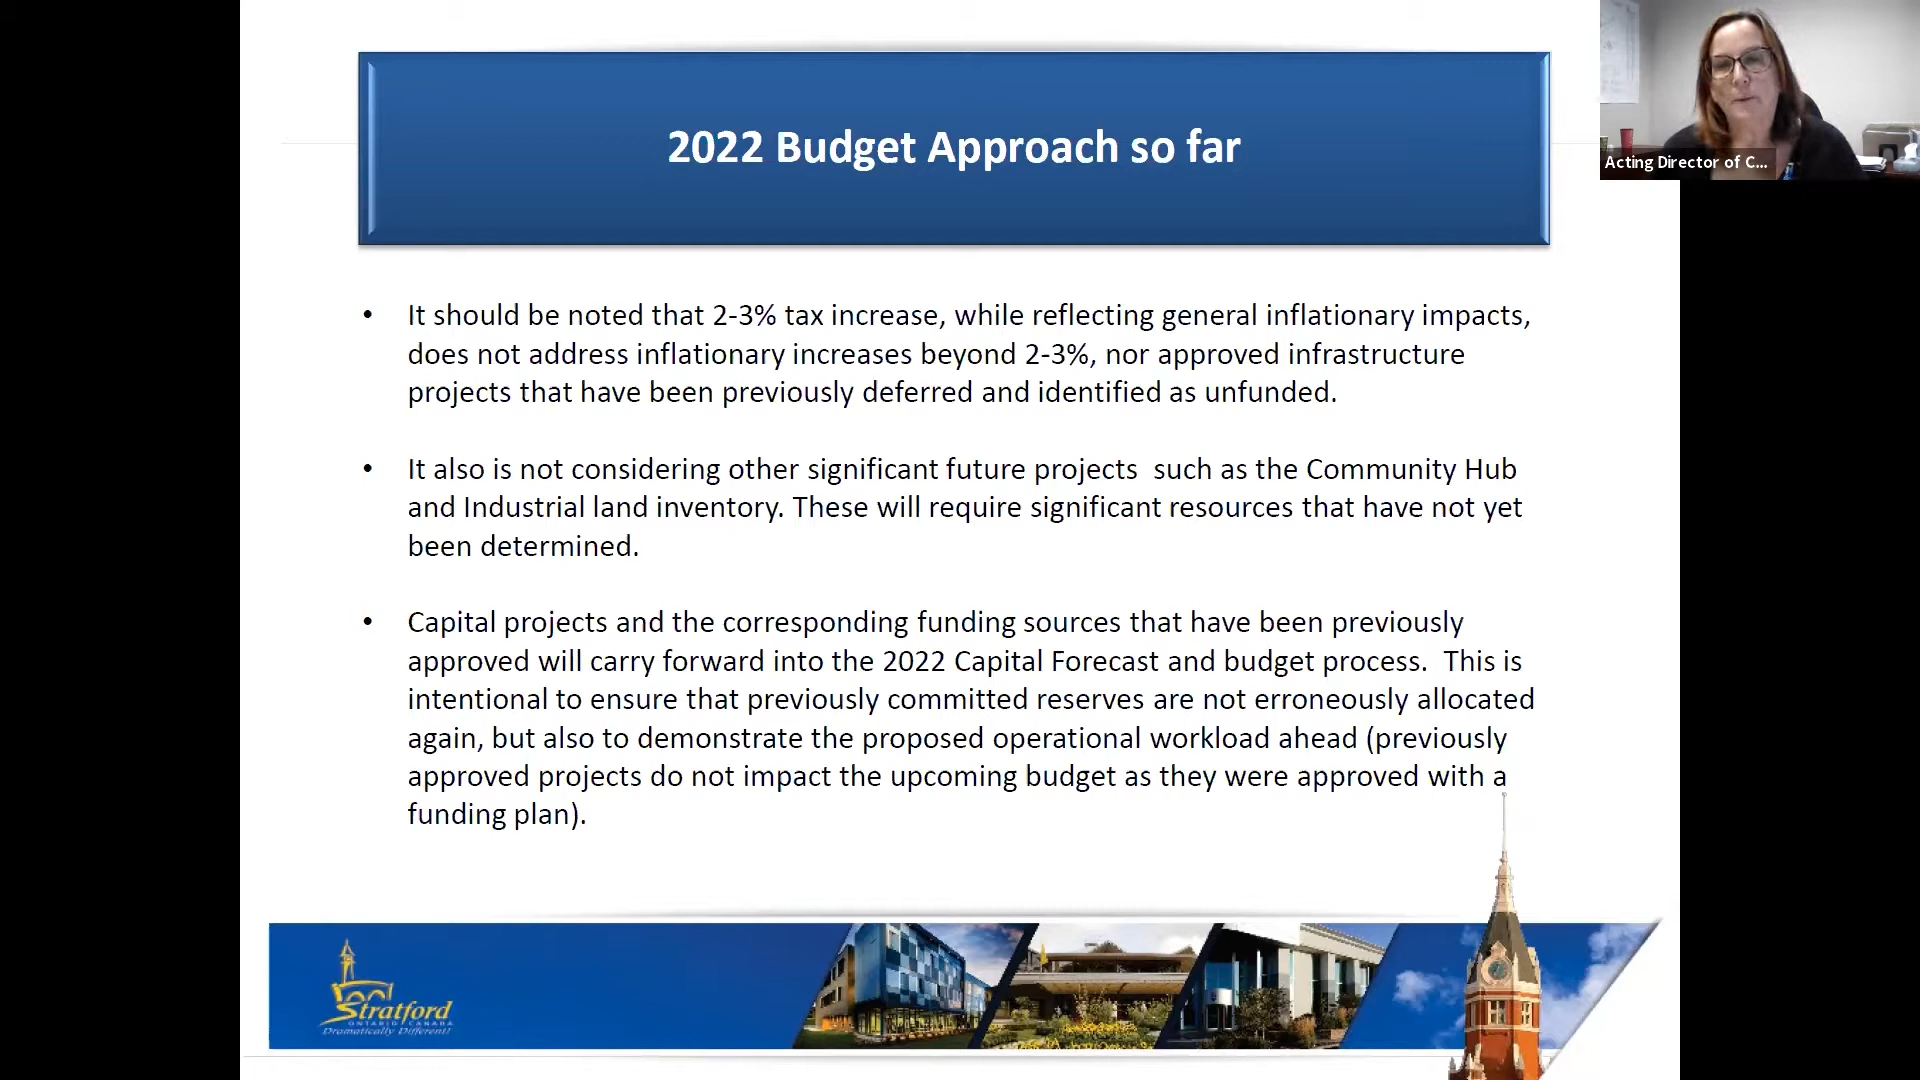 2022 Budget Approach so far
Acting Director of C...
• It should be noted that 2-3% tax increase, while reflecting general inflationary impacts,
does not address inflationary increases beyond 2-3%, nor approved infrastructure
projects that have been previously deferred and identified as unfunded.
• It also is not considering other significant future projects  such as the Community Hub
and Industrial land inventory. These will require significant resources that have not yet
been determined.
• Capital projects and the corresponding funding sources that have been previously
approved will carry forward into the 2022 Capital Forecast and budget process.  This is
intentional to ensure that previously committed reserves are not erroneously allocated
again, but also to demonstrate the proposed operational workload ahead (previously
approved projects do not impact the upcoming budget as they were approved with a
funding plan).
Stratford
ONTARIO CANADA
Dramatically Different!